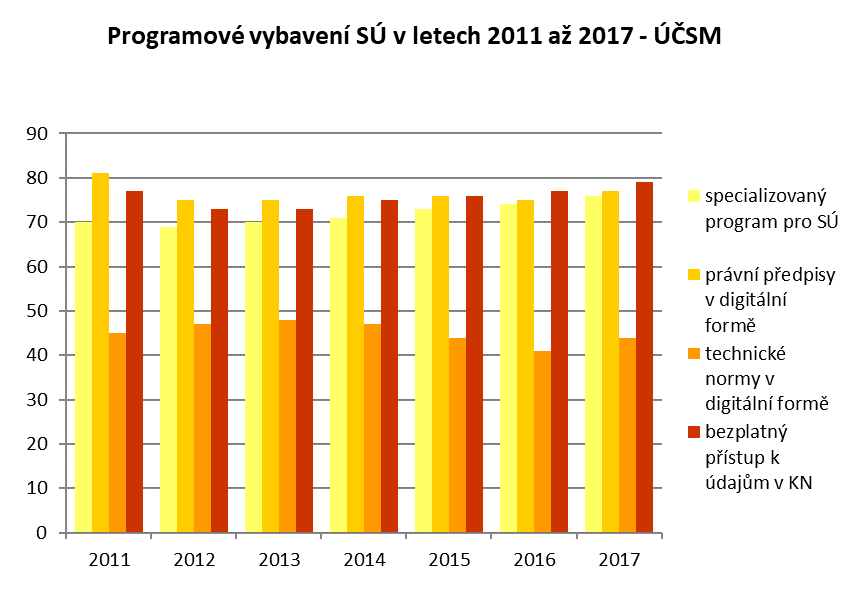 Programové vybavení SÚ v letech 2011 až 2017 - ÚČSM
90
80
70
60
50
40
30
20
10
0
2011 2012 2013 2014 2015 2016 2017
specializovaný
program pro SÚ
právní předpisy
v digitální
formě
technické
normy v
digitální formě
bezplatný
přístup k
údajům v KN